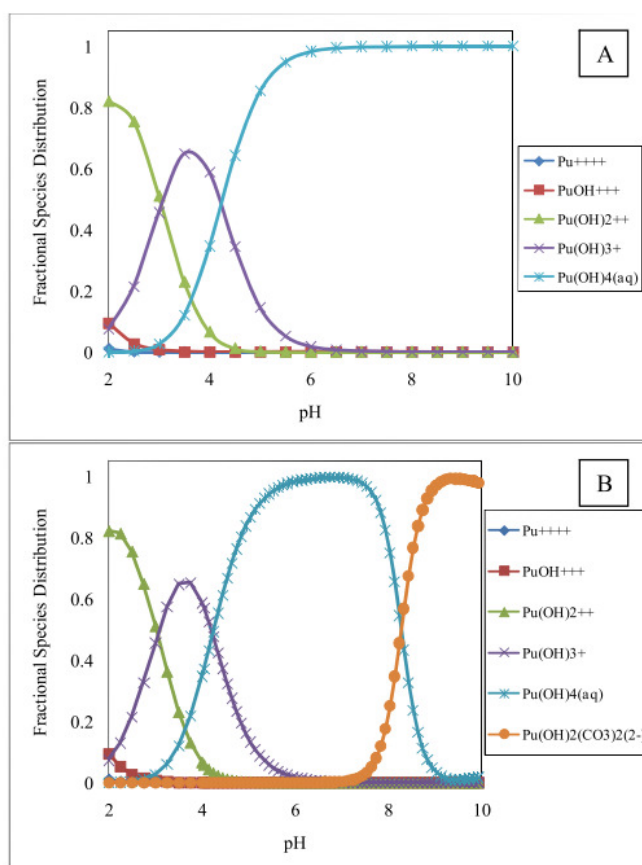 A
1
0.8
0.6
0.4
0.2
0
2 4 6 8 10
pH
Fractional Species Distribution
Pu++++
PuOH+++
Pu(OH)2++
Pu(OH)3+
Pu(OH)4(aq)
B
1
0.8
0.6
0.4
0.2
0
2 4 6 8 10
pH
Fractional Species Distribution
Pu++++
PuOH+++
Pu(OH)2++
Pu(OH)3+
Pu(OH)4(aq)
Pu(OH)2(CO3)2(2-